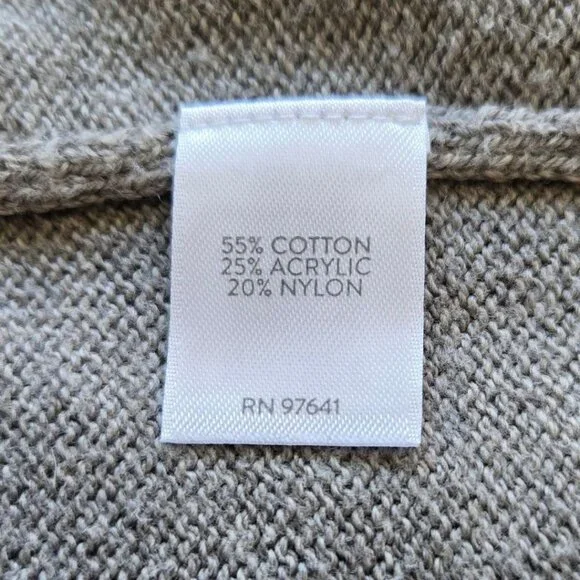 55% COTTON
25% ACRYLIC
20% NYLON
RN 97641